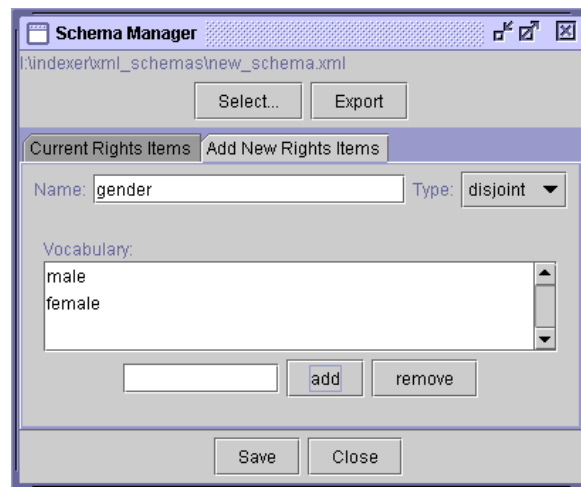 Schema Manager
I:\indexer\xml_schemas\new_schema.xml
Select... Export
Current Rights Items Add New Rights Items
Name: gender Type: disjoint
Vocabulary:
male
female
add remove
Save Close